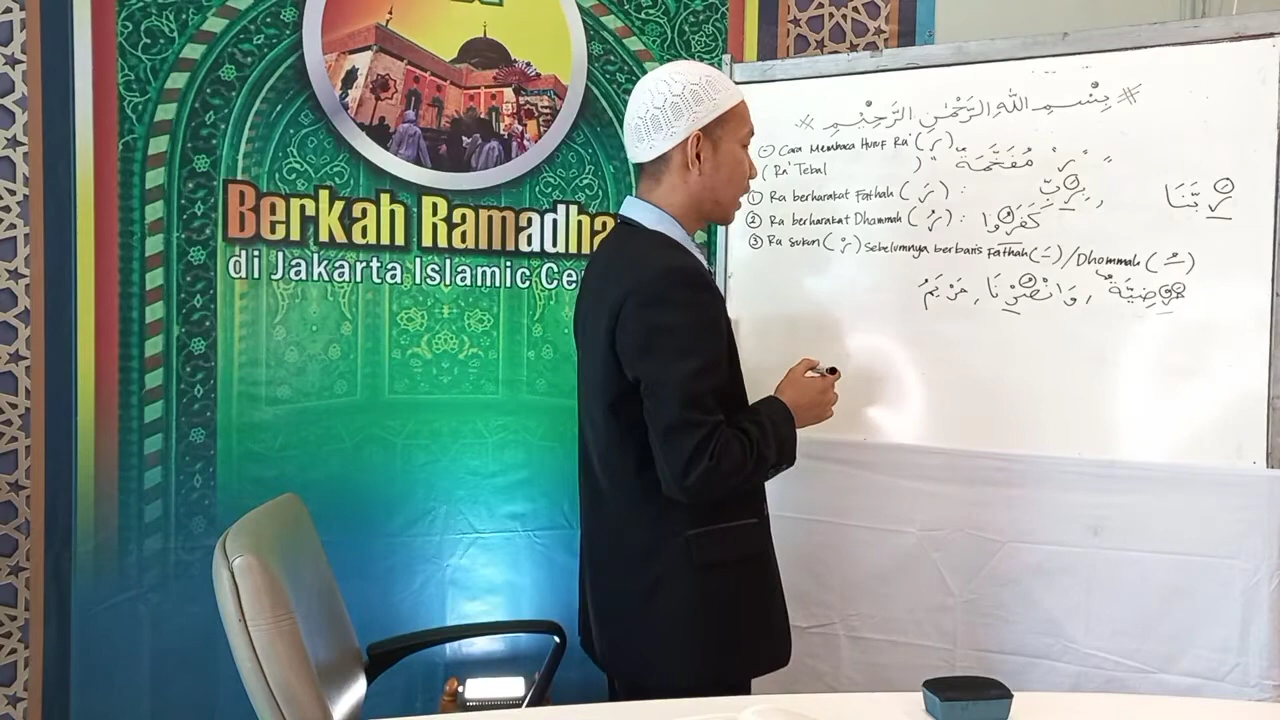 Berkah Ramadha
di Jakarta Islamic Ce
# بِسْمِ اللهِ الرَّحْمٰنِ الرَّحِيْمِ #
- Cara Membaca Huruf Ra' (رَ)
(Ra' Tebal ) " مُفَخَّمَةٌ " رَ
① Ra berharakat Fathah (رَ) : رَبِّ , رَبَّنَا
② Ra berharakat Dhammah (رُ) : كَفَرُوا
③ Ra sukun (رْ) sebelumnya berbaris Fathah (ـَ) / Dhommah (ـُ)
وَانْصُرْنَا , مَرْيَمُ